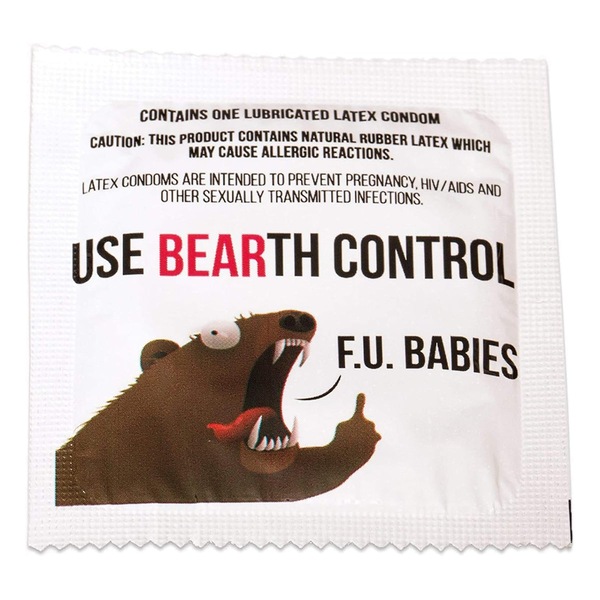 CONTAINS ONE LUBRICATED LATEX CONDOM
CAUTION: THIS PRODUCT CONTAINS NATURAL RUBBER LATEX WHICH
MAY CAUSE ALLERGIC REACTIONS.
LATEX CONDOMS ARE INTENDED TO PREVENT PREGNANCY, HIV/AIDS AND
OTHER SEXUALLY TRANSMITTED INFECTIONS.
USE BEARTH CONTROL
F.U. BABIES